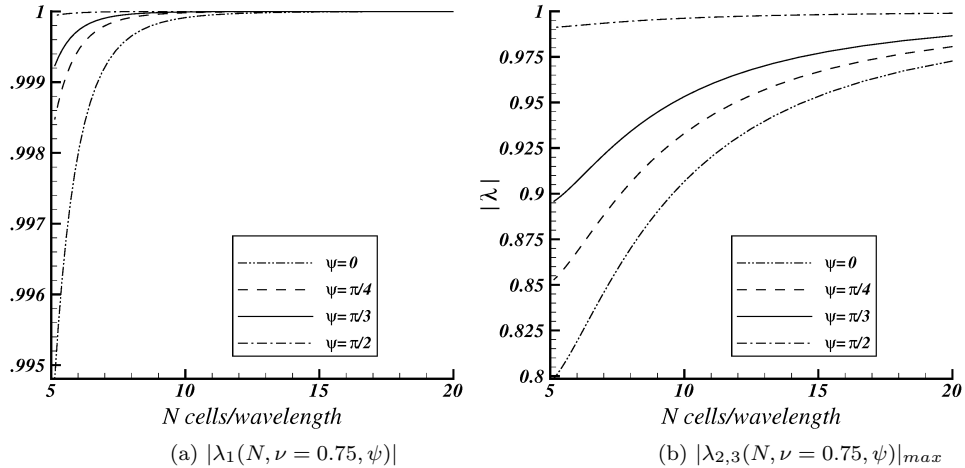 1
.999
.998
.997
.996
.995
5
10
15
20
N cells/wavelength
ψ= 0
ψ= π/4
ψ= π/3
ψ= π/2
(a) |λ₁(N, ν = 0.75, ψ)|
1
0.975
0.95
0.925
0.9
0.875
0.85
0.825
0.8
|λ|
5
10
15
20
N cells/wavelength
ψ= 0
ψ= π/4
ψ= π/3
ψ= π/2
(b) |λ₂,₃(N, ν = 0.75, ψ)|max